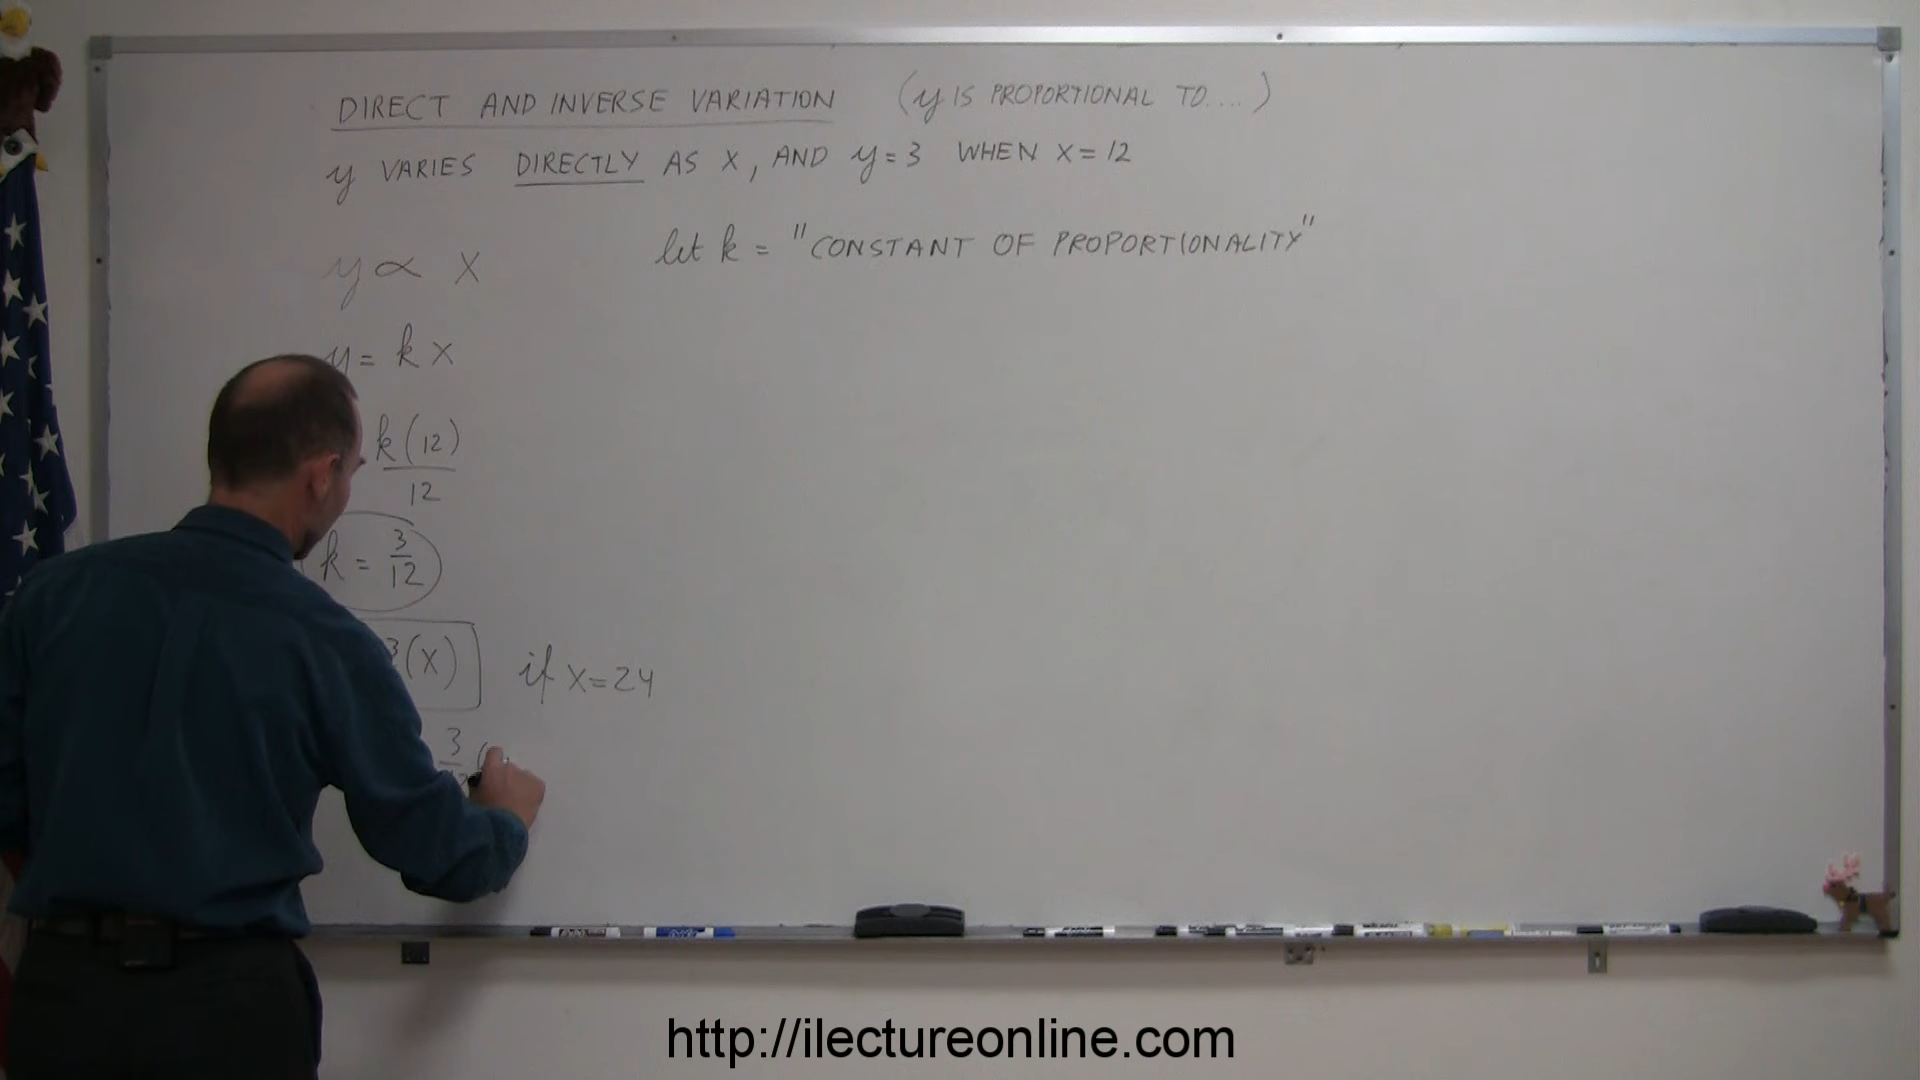 DIRECT AND INVERSE VARIATION (y IS PROPORTIONAL TO....)
y VARIES DIRECTLY AS X, AND y=3 WHEN X=12
y ∝ X
let k = "CONSTANT OF PROPORTIONALITY"
y = k X
k(12)
12
k = 3/12
3(X)
if X=24
3
http://ilectureonline.com